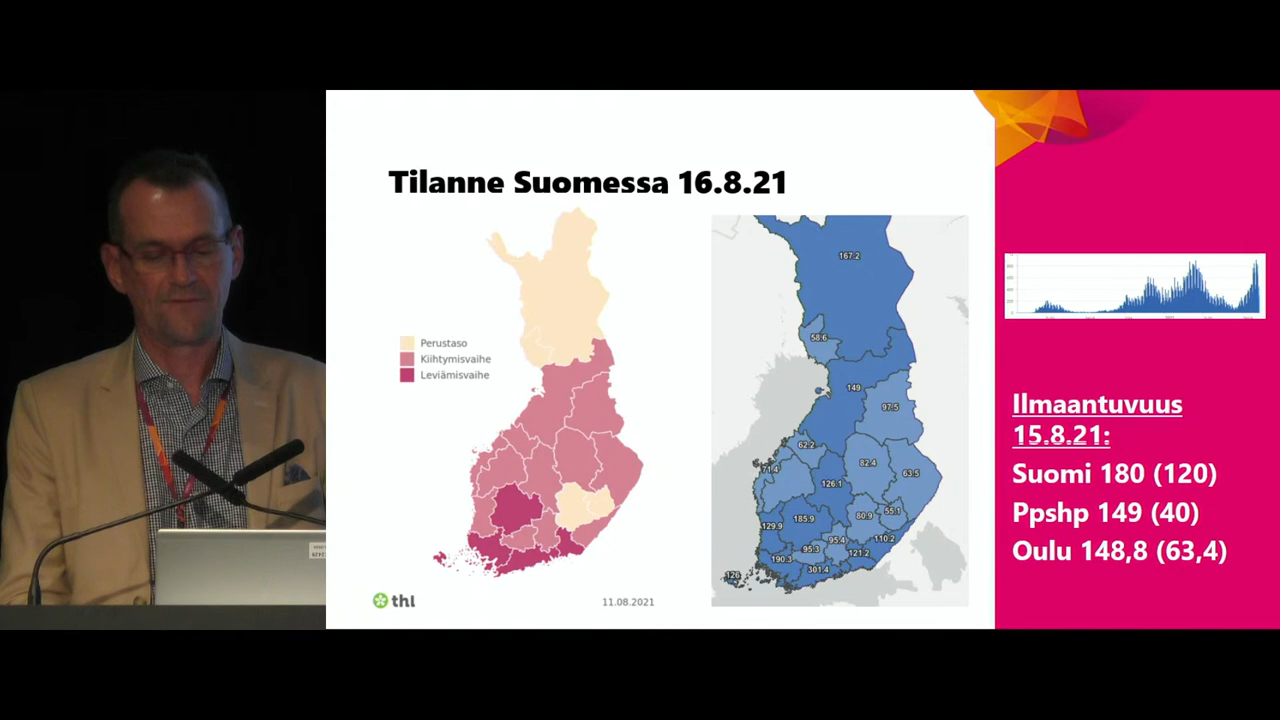 Tilanne Suomessa 16.8.21
Perustaso
Kiihtymisvaihe
Leviämisvaihe
thl
11.08.2021
167.2
58.6
149
97.5
62.2
82.4
71.4
63.5
126.1
185.9
80.9
55.1
129.9
95.4
110.2
95.3
121.2
190.3
301.4
126
Ilmaantuvuus
15.8.21:
Suomi 180 (120)
Ppshp 149 (40)
Oulu 148,8 (63,4)